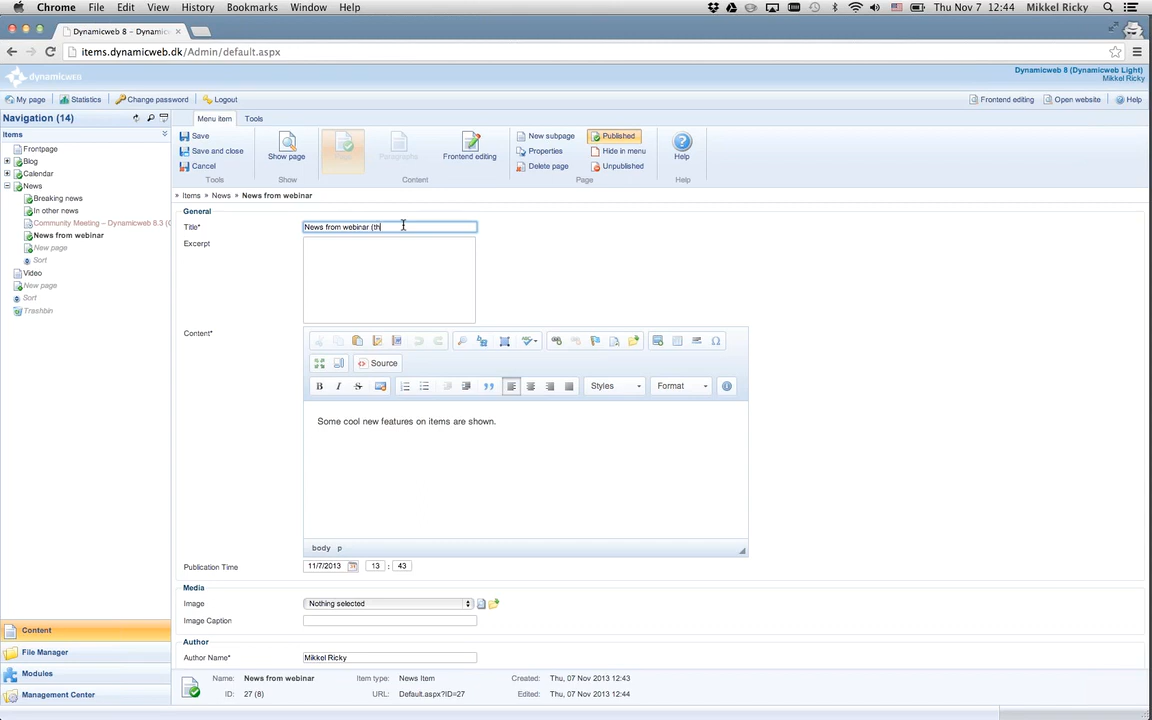 Chrome File Edit View History Bookmarks Window Help Thu Nov 7 12:44 Mikkel Ricky
Dynamicweb 8 – Dynamic
items.dynamicweb.dk/Admin/default.aspx
dynamicweb
Dynamicweb 8 (Dynamicweb Light)
Mikkel Ricky
My page Statistics Change password Logout Frontend editing Open website Help
Navigation (14)
Items
Frontpage
Blog
Calendar
News
Breaking news
In other news
Community Meeting – Dynamicweb 8.3 (
News from webinar
New page
Sort
Video
New page
Sort
Trashbin
Content
File Manager
Modules
Management Center
Menu item Tools
Save
Save and close
Cancel
Tools
Show page
Show
Paragraphs
Frontend editing
Content
New subpage
Properties
Delete page
Published
Hide in menu
Unpublished
Page
Help
Help
» Items » News » News from webinar
General
Title* News from webinar (th
Excerpt
Content*
Source
B I S Styles Format
Some cool new features on items are shown.
body p
Publication Time 11/7/2013 13 : 43
Media
Image Nothing selected
Image Caption
Author
Author Name* Mikkel Ricky
Name: News from webinar Item type: News Item Created: Thu, 07 Nov 2013 12:43
ID: 27 (8) URL: Default.aspx?ID=27 Edited: Thu, 07 Nov 2013 12:44